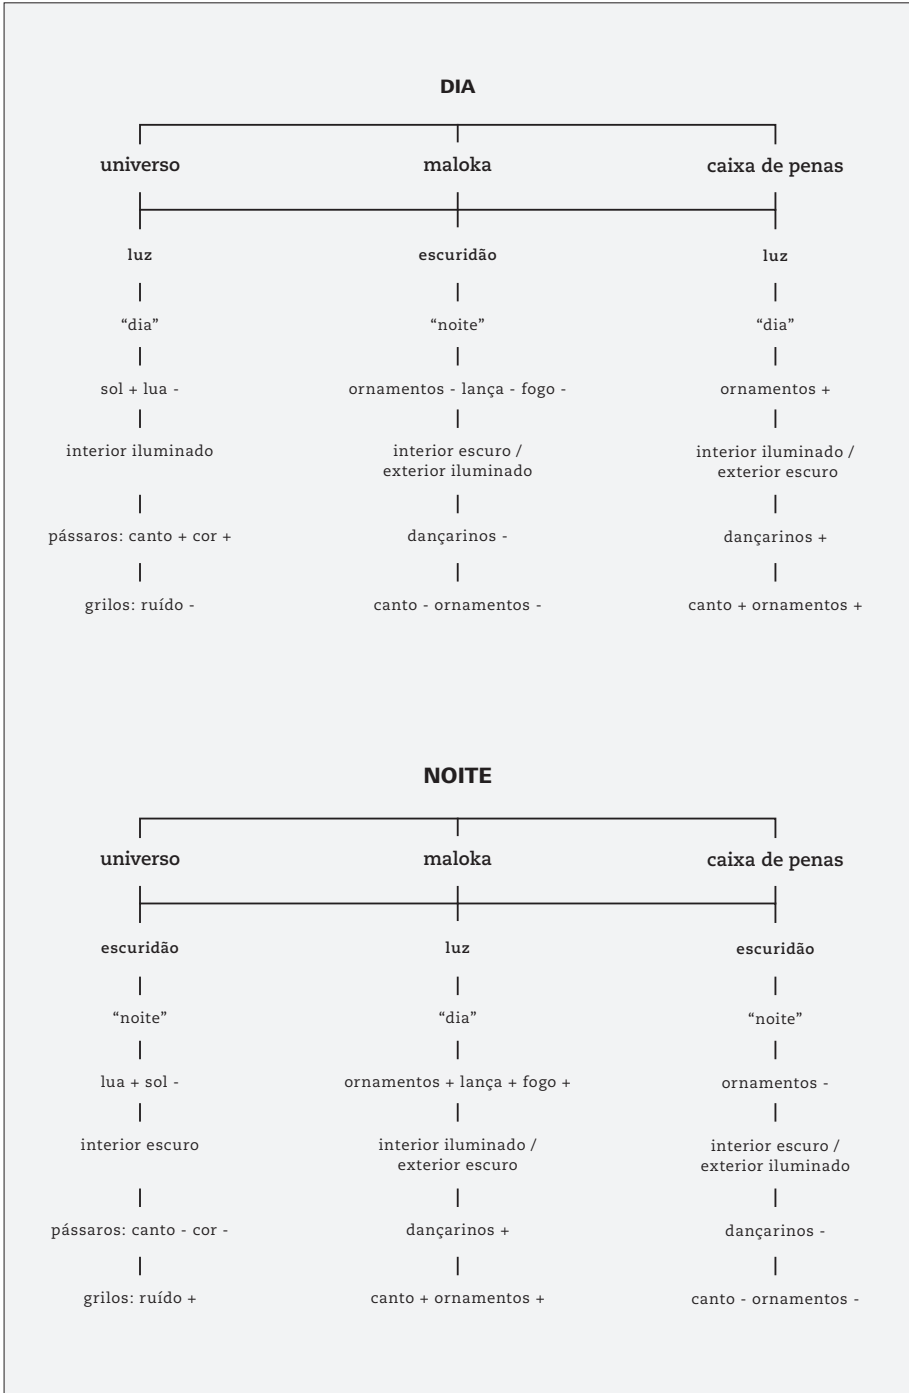 DIA
universo maloka caixa de penas
luz escuridão luz
“dia” “noite” “dia”
sol + lua - ornamentos - lança - fogo - ornamentos +
interior iluminado interior escuro / interior iluminado /
exterior iluminado exterior escuro
pássaros: canto + cor + dançarinos - dançarinos +
grilos: ruído - canto - ornamentos - canto + ornamentos +
NOITE
universo maloka caixa de penas
escuridão luz escuridão
“noite” “dia” “noite”
lua + sol - ornamentos + lança + fogo + ornamentos -
interior escuro interior iluminado / interior escuro /
exterior escuro exterior iluminado
pássaros: canto - cor - dançarinos + dançarinos -
grilos: ruído + canto + ornamentos + canto - ornamentos -